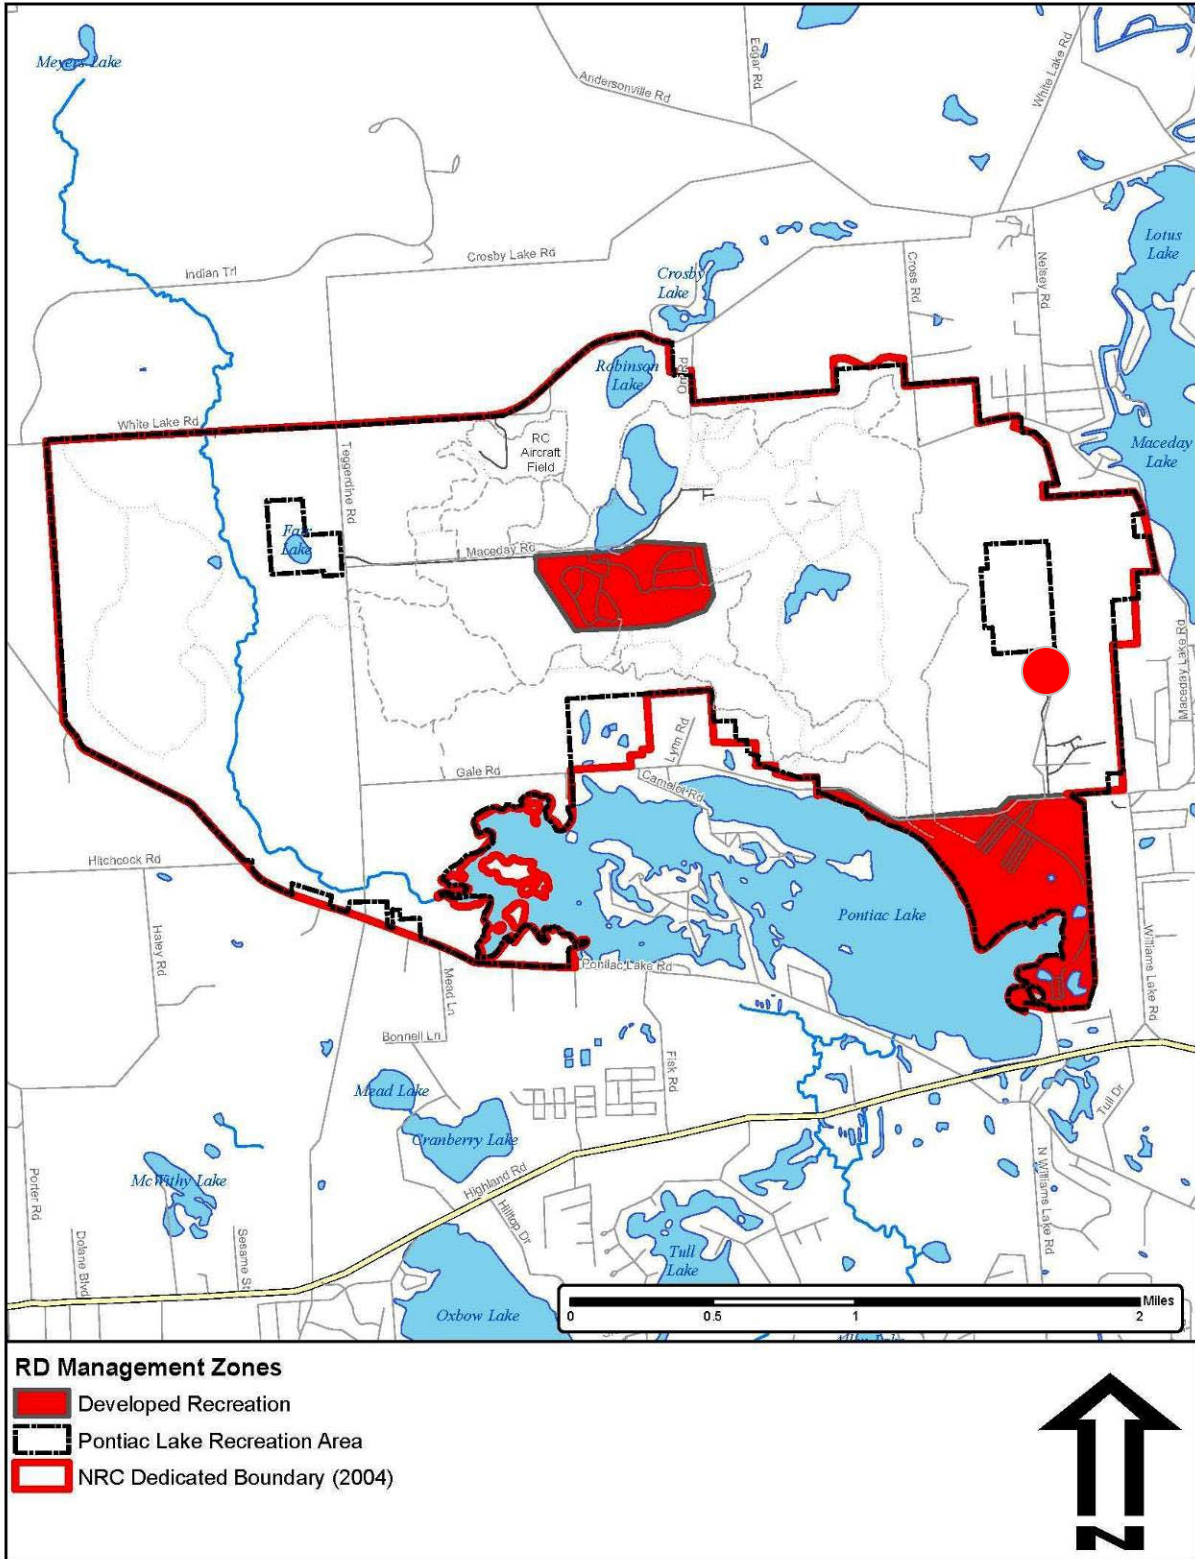 Meyers Lake
Edgar Rd
White Lake Rd
Andersonville Rd
Lotus
Lake
Crosby Lake Rd
Indian Trl
Crosby
Lake
Cross Rd
Nelsey Rd
Robinson
Lake
White Lake Rd
RC
Aircraft
Field
Maceday
Lake
Teggerdine Rd
Fair
Lake
Maceday Rd
Maceday Lake Rd
Lynn Rd
Gale Rd
Camelot Rd
Hitchcock Rd
Pontiac Lake
Haley Rd
Williams Lake Rd
Pontiac Lake Rd
Mead Ln
Bonnell Ln
Fisk Rd
Mead Lake
Tull Dr
Cranberry Lake
McWithy Lake
Highland Rd
Porter Rd
N Williams Lake Rd
Hilltop Dr
Dolane Blvd
Sesame St
Tull
Lake
Oxbow Lake
Miles
0 0.5 1 2
RD Management Zones
Developed Recreation
Pontiac Lake Recreation Area
NRC Dedicated Boundary (2004)
N